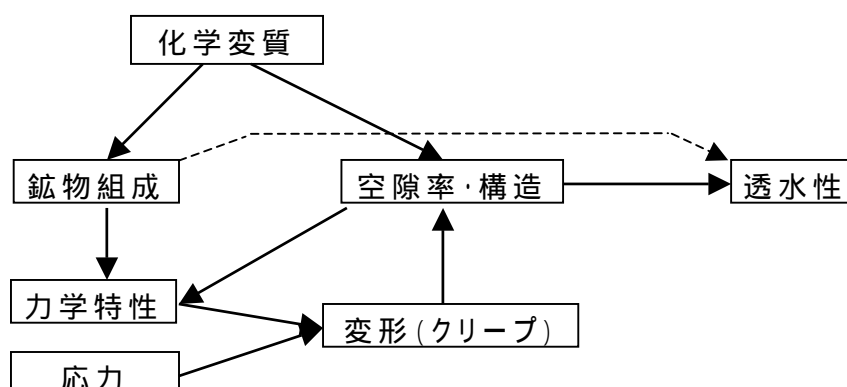 化学変質
鉱物組成
空隙率・構造
透水性
力学特性
変形(クリープ)
応力